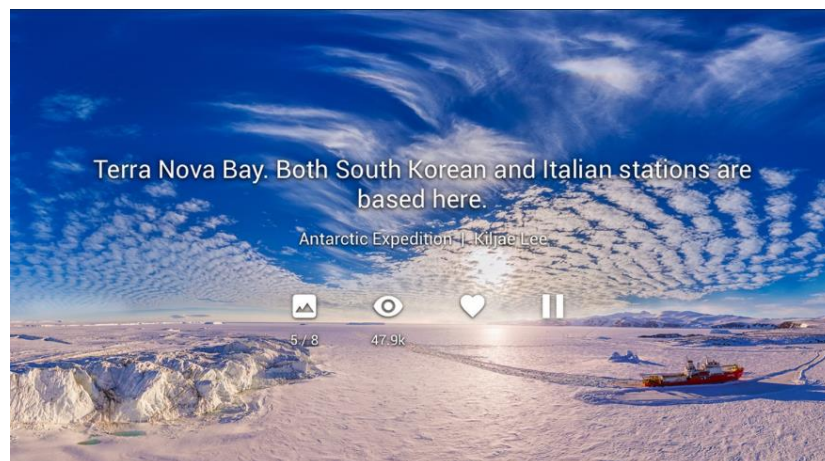 Terra Nova Bay. Both South Korean and Italian stations are
based here.
Antarctic Expedition | Kiljae Lee
5 / 8
47.9k